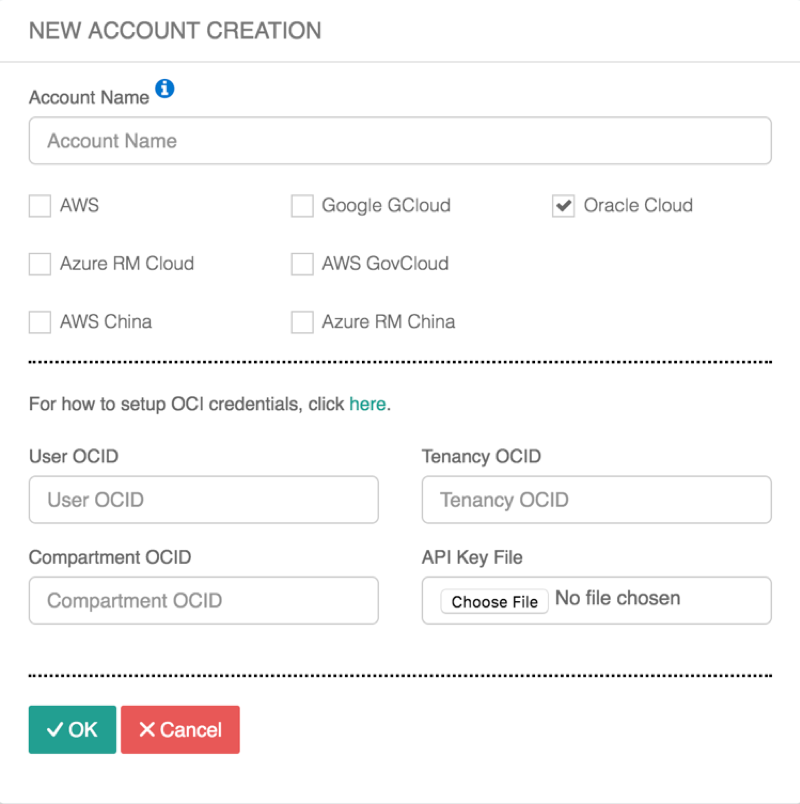 NEW ACCOUNT CREATION
Account Name
Account Name
AWS
Google GCloud
Oracle Cloud
Azure RM Cloud
AWS GovCloud
AWS China
Azure RM China
For how to setup OCI credentials, click here.
User OCID
Tenancy OCID
User OCID
Tenancy OCID
Compartment OCID
API Key File
Compartment OCID
Choose File No file chosen
OK
Cancel